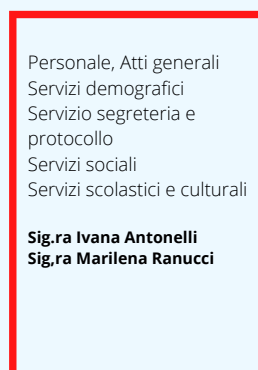 Personale, Atti generali
Servizi demografici
Servizio segreteria e
protocollo
Servizi sociali
Servizi scolastici e culturali
Sig.ra Ivana Antonelli
Sig,ra Marilena Ranucci